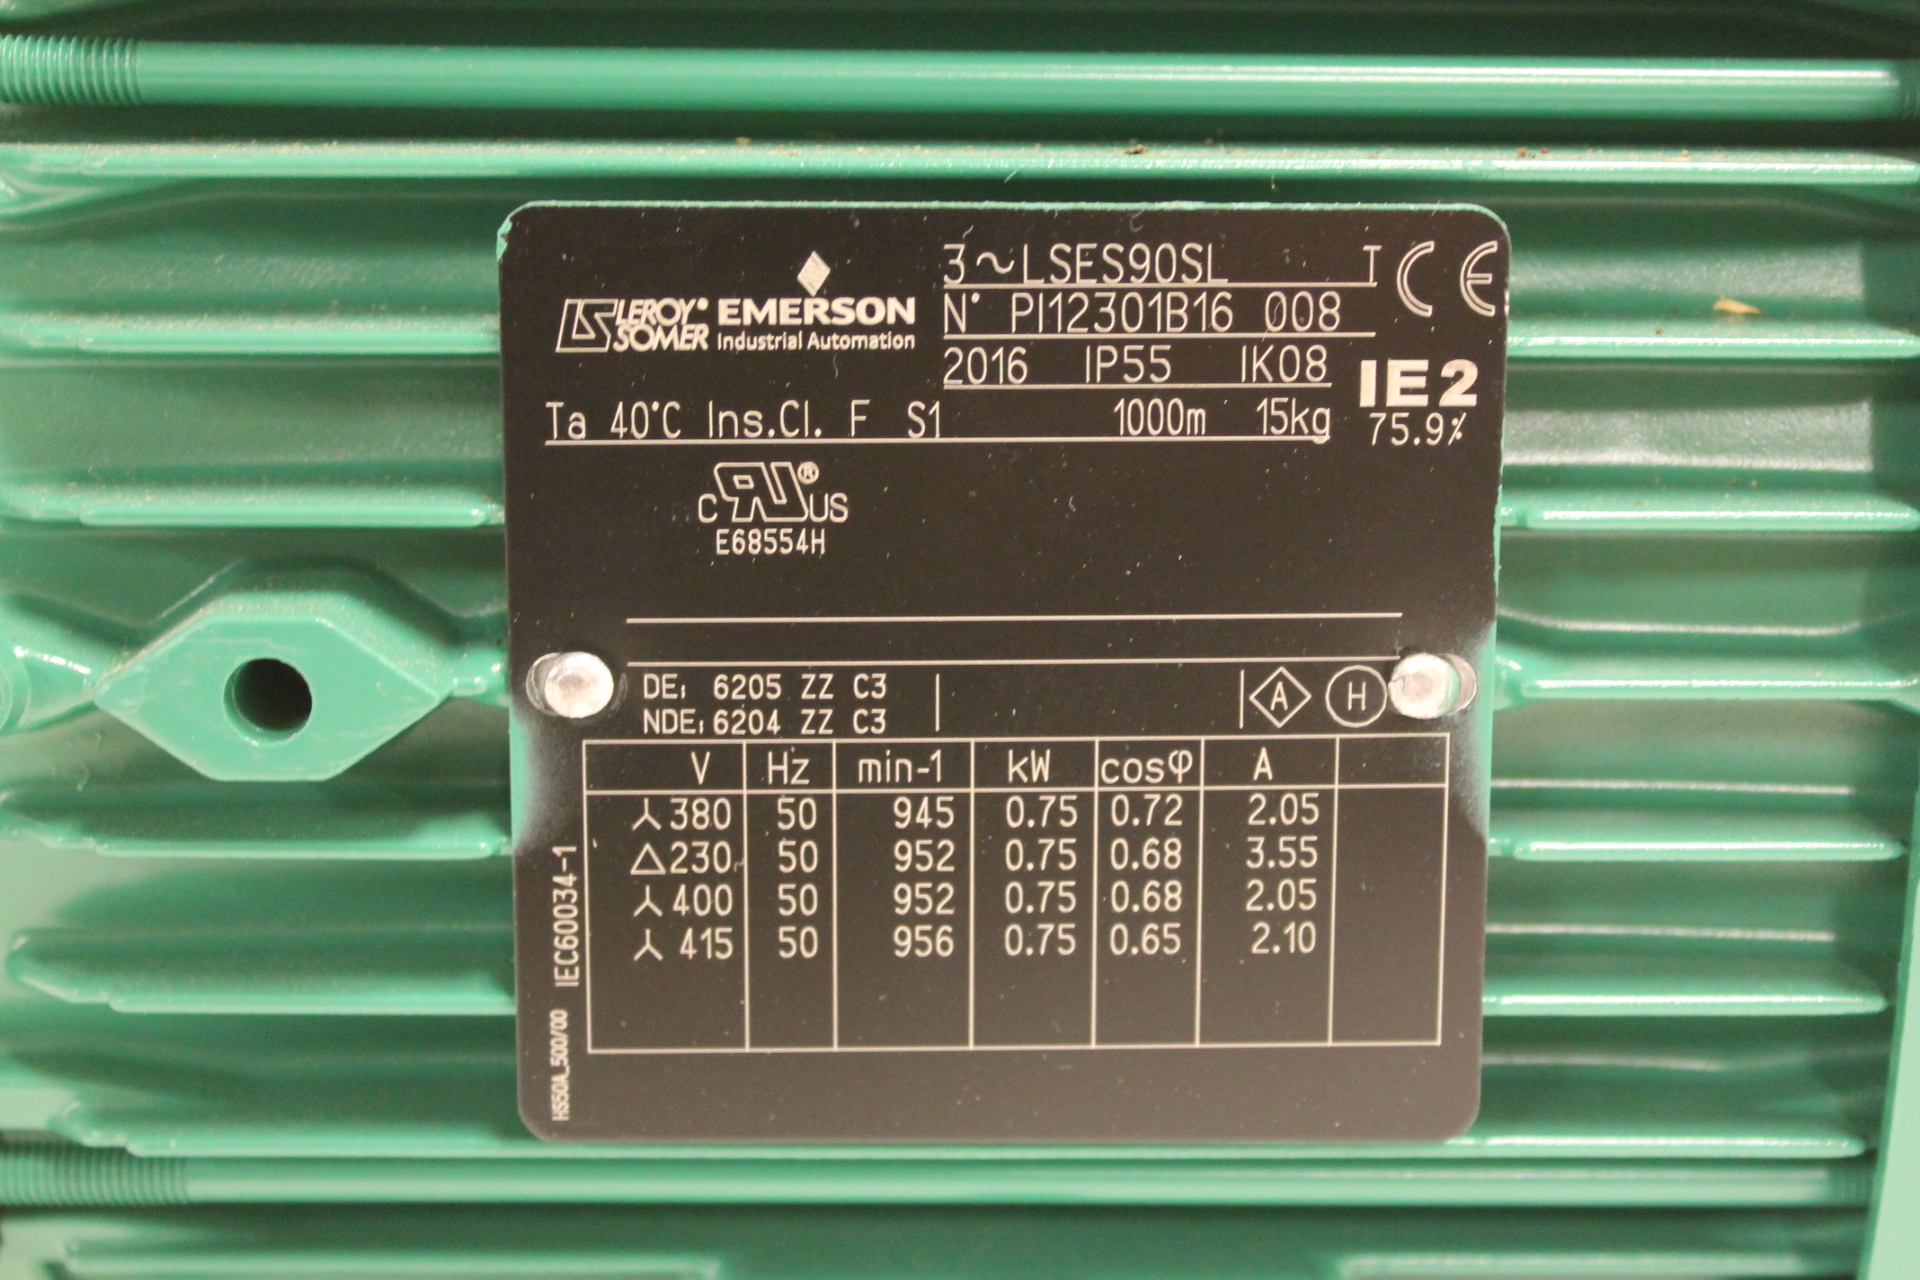 LEROY® SOMER
EMERSON
Industrial Automation
3~LSES90SL T CE
N° PI12301B16 008
2016 IP55 IK08
IE2
Ta 40°C Ins.Cl. F S1 1000m 15kg
75.9%
C RU® US
E68554H
DE: 6205 ZZ C3
NDE: 6204 ZZ C3
A H
V Hz min-1 kW cosφ A
⅄ 380 50 945 0.75 0.72 2.05
Δ 230 50 952 0.75 0.68 3.55
⅄ 400 50 952 0.75 0.68 2.05
⅄ 415 50 956 0.75 0.65 2.10
IEC60034-1
HS50A_500/00